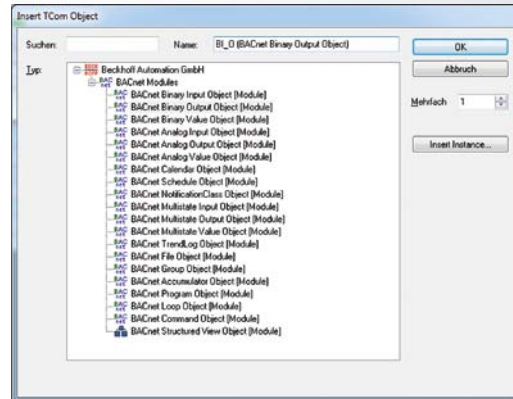 Insert TCom Object
Suchen: Name: BI_O (BACnet Binary Output Object) OK
Typ: Beckhoff Automation GmbH Abbruch
BACnet Modules
BACnet Binary Input Object [Module] Mehrfach 1
BACnet Binary Output Object [Module]
BACnet Binary Value Object [Module]
BACnet Analog Input Object [Module] Insert Instance...
BACnet Analog Output Object [Module]
BACnet Analog Value Object [Module]
BACnet Calendar Object [Module]
BACnet Schedule Object [Module]
BACnet NotificationClass Object [Module]
BACnet Multistate Input Object [Module]
BACnet Multistate Output Object [Module]
BACnet Multistate Value Object [Module]
BACnet TrendLog Object [Module]
BACnet File Object [Module]
BACnet Group Object [Module]
BACnet Accumulator Object [Module]
BACnet Program Object [Module]
BACnet Loop Object [Module]
BACnet Command Object [Module]
BACnet Structured View Object [Module]